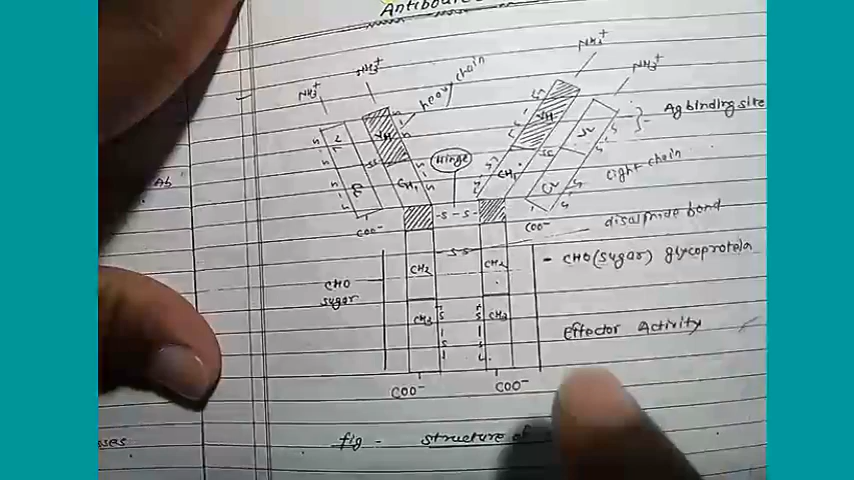 NH3+ NH3+ NH3+ NH3+
heavy chain
VH VH
Ag binding site
VL VL
Hinge
light chain
Ab
CL CH1 CH1 CL
COO- -S-S- COO-
disulphide bond
-S S-
CHO
sugar
CH2 CH2
- CHO(sugar) glycoprotein
CH3 CH3
Effector Activity
COO- COO-
fig - structure of